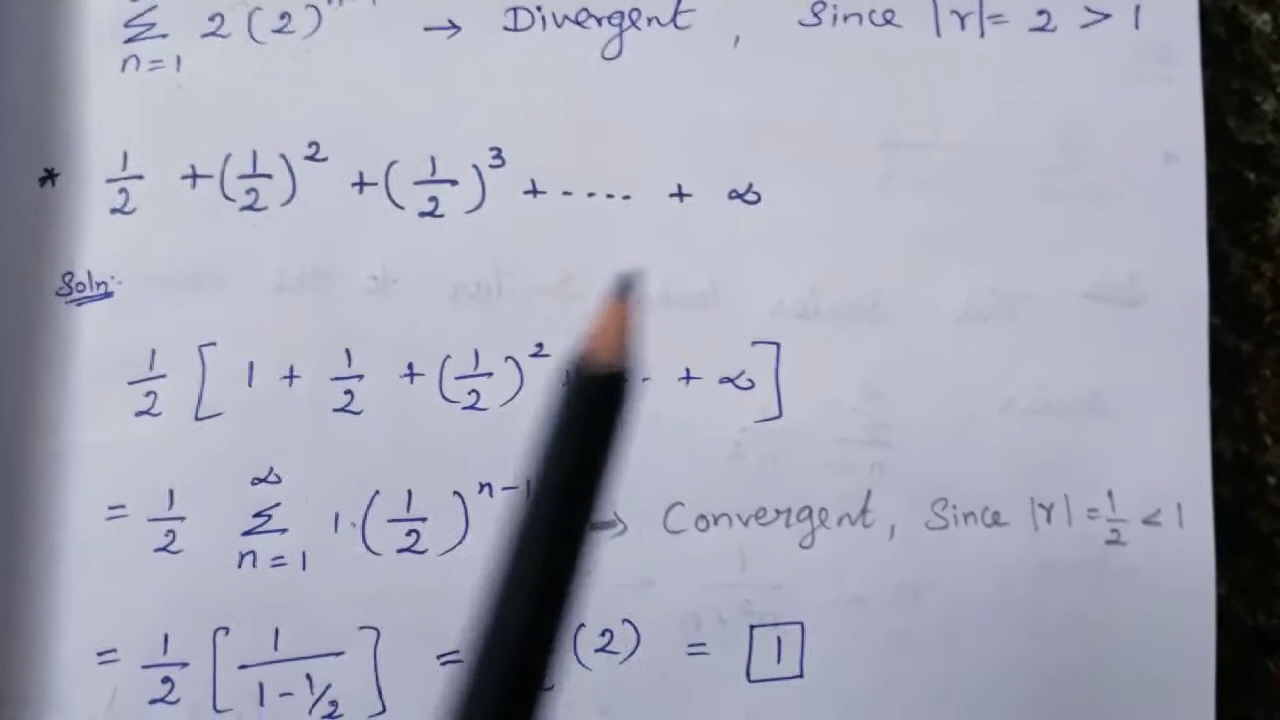 ∑ n=1 2(2)ⁿ⁻¹ → Divergent, Since |r| = 2 > 1
* 1/2 + (1/2)² + (1/2)³ + ..... + ∞
Soln:-
1/2 [ 1 + 1/2 + (1/2)² . + ∞ ]
= 1/2 ∑ n=1 ∞ 1·(1/2)ⁿ⁻¹ → Convergent, Since |r| = 1/2 < 1
= 1/2 [ 1 / (1 - 1/2) ] = (2) = 1